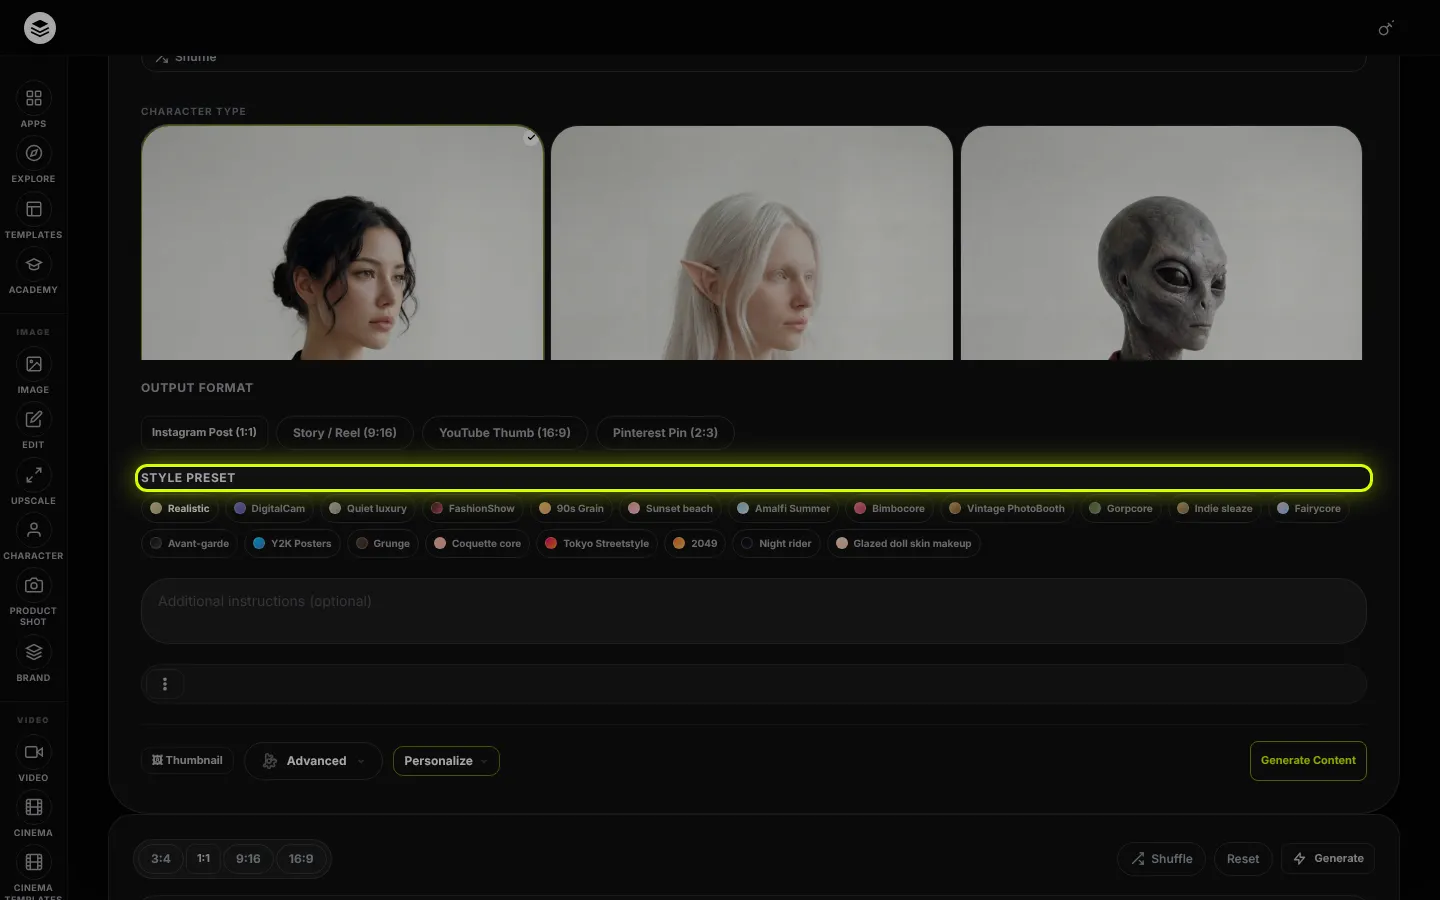 Shuffle
APPS
EXPLORE
TEMPLATES
ACADEMY
IMAGE
IMAGE
EDIT
UPSCALE
CHARACTER
PRODUCT
SHOT
BRAND
VIDEO
VIDEO
CINEMA
CINEMA
TEMPLATES
CHARACTER TYPE
OUTPUT FORMAT
Instagram Post (1:1) Story / Reel (9:16) YouTube Thumb (16:9) Pinterest Pin (2:3)
STYLE PRESET
Realistic DigitalCam Quiet luxury FashionShow 90s Grain Sunset beach Amalfi Summer Bimbocore Vintage PhotoBooth Gorpcore Indie sleaze Fairycore
Avant-garde Y2K Posters Grunge Coquette core Tokyo Streetstyle 2049 Night rider Glazed doll skin makeup
Additional instructions (optional)
Thumbnail Advanced Personalize Generate Content
3:4 1:1 9:16 16:9 Shuffle Reset Generate